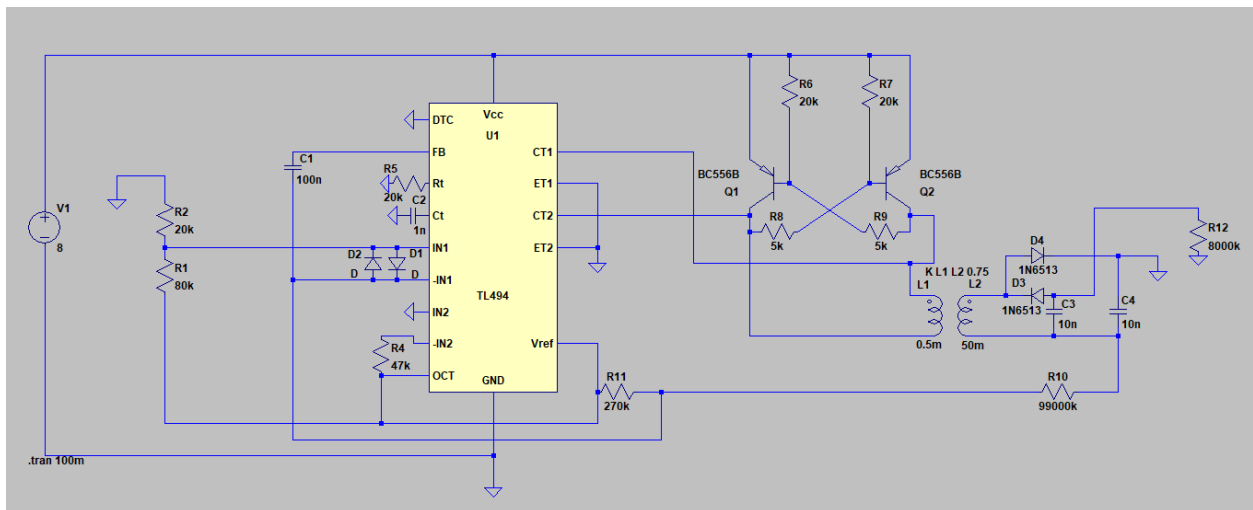 V1
8
.tran 100m
R2
20k
R1
80k
C1
100n
R5
20k
C2
1n
D2
D
D1
D
R4
47k
Vcc
U1
DTC
FB
Rt
Ct
IN1
-IN1
IN2
-IN2
OCT
CT1
ET1
CT2
ET2
TL494
Vref
GND
R11
270k
R6
20k
R7
20k
BC556B
Q1
BC556B
Q2
R8
5k
R9
5k
K L1 L2 0.75
L1
L2
0.5m
50m
D4
1N6513
D3
1N6513
C3
10n
C4
10n
R12
8000k
R10
99000k